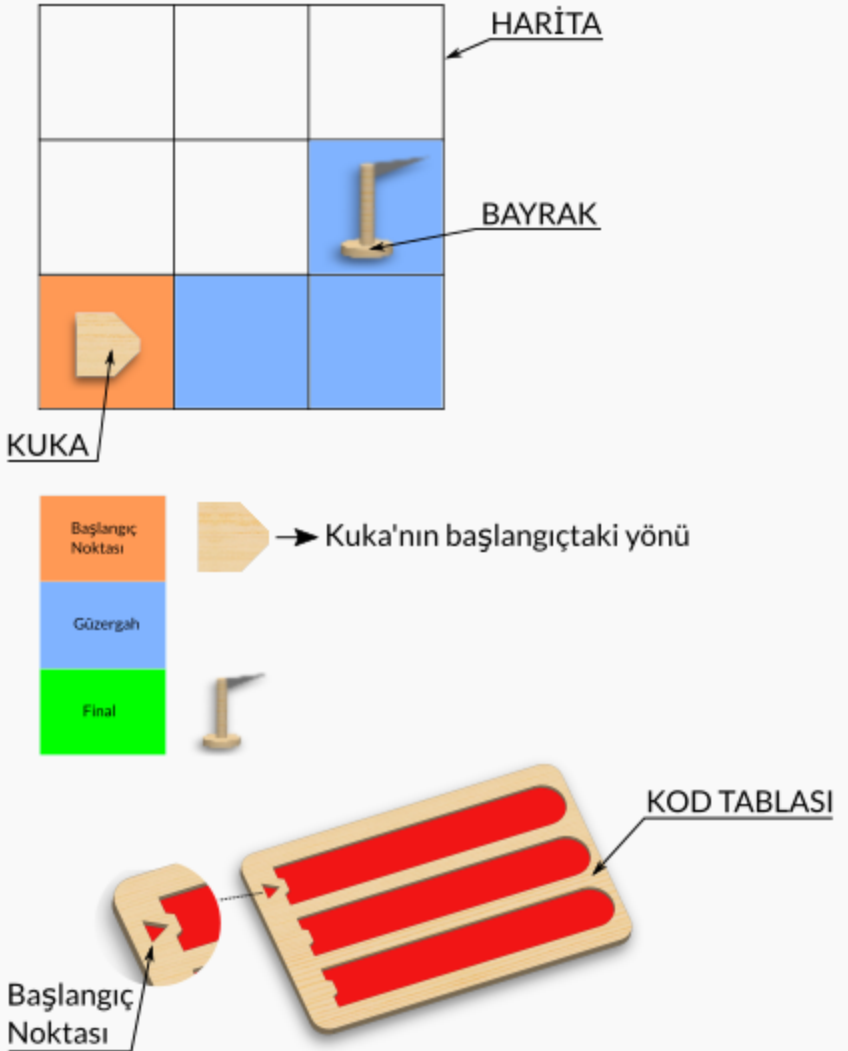 HARİTA
BAYRAK
KUKA
Başlangıç
Noktası
Kuka'nın başlangıçtaki yönü
Güzergah
Final
KOD TABLASI
Başlangıç
Noktası